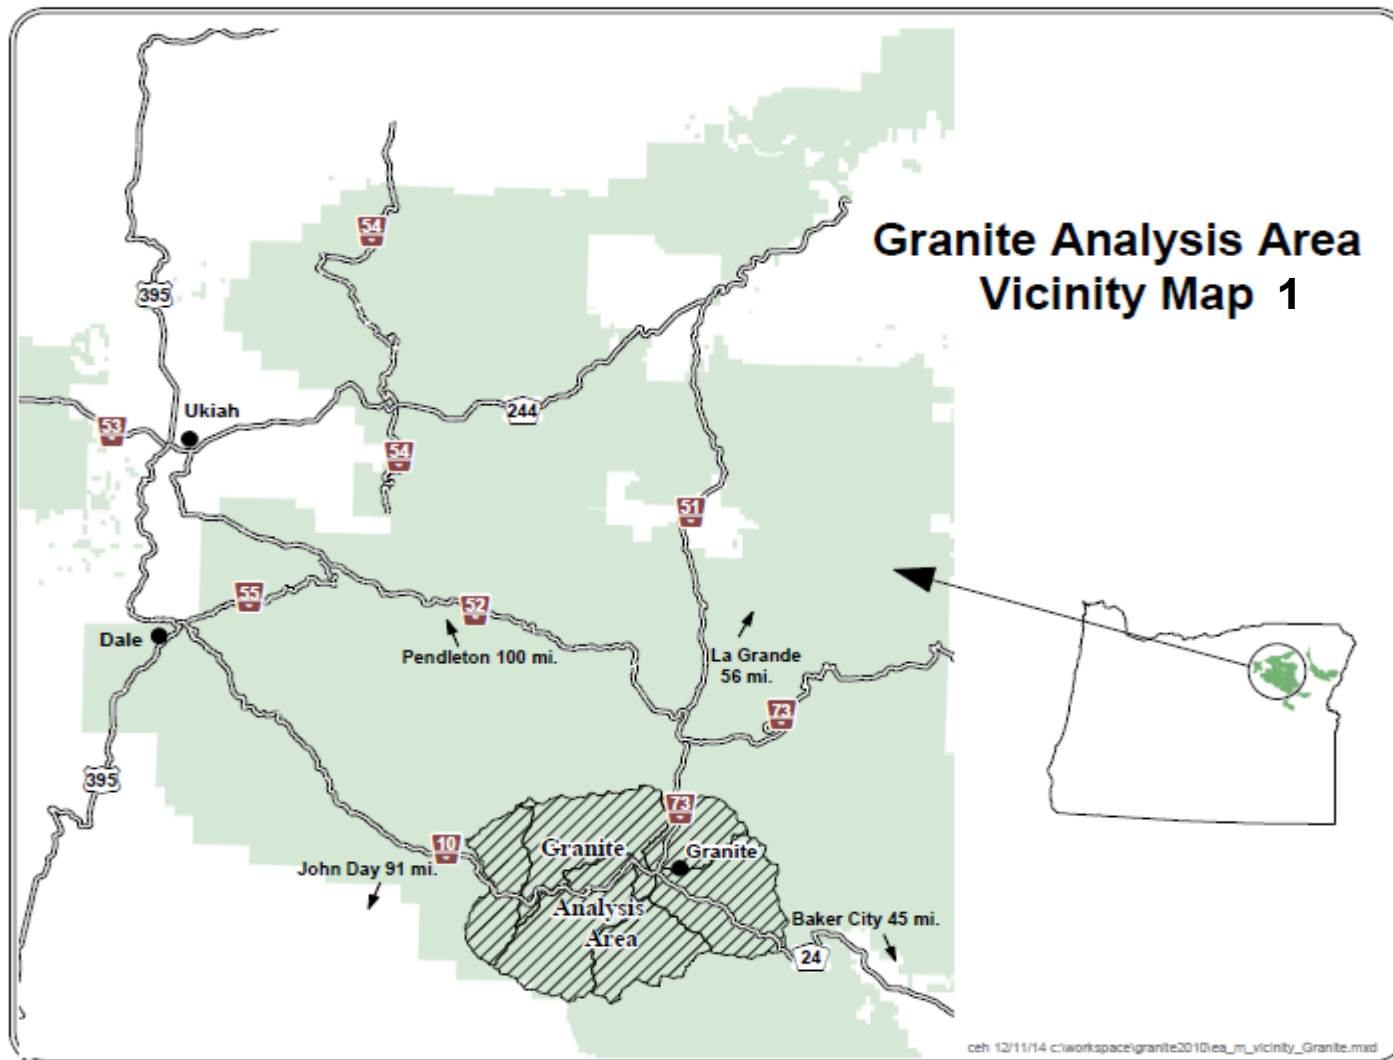 Granite Analysis Area
Vicinity Map 1
54
395
244
Ukiah
53
54
51
55
52
Dale
Pendleton 100 mi.
La Grande
56 mi.
73
395
73
10
Granite
Granite
John Day 91 mi.
Analysis
Area
Baker City 45 mi.
24
ceh 12/11/14 c:\workspace\granite2010\ea_m_vicinity_Granite.mxd